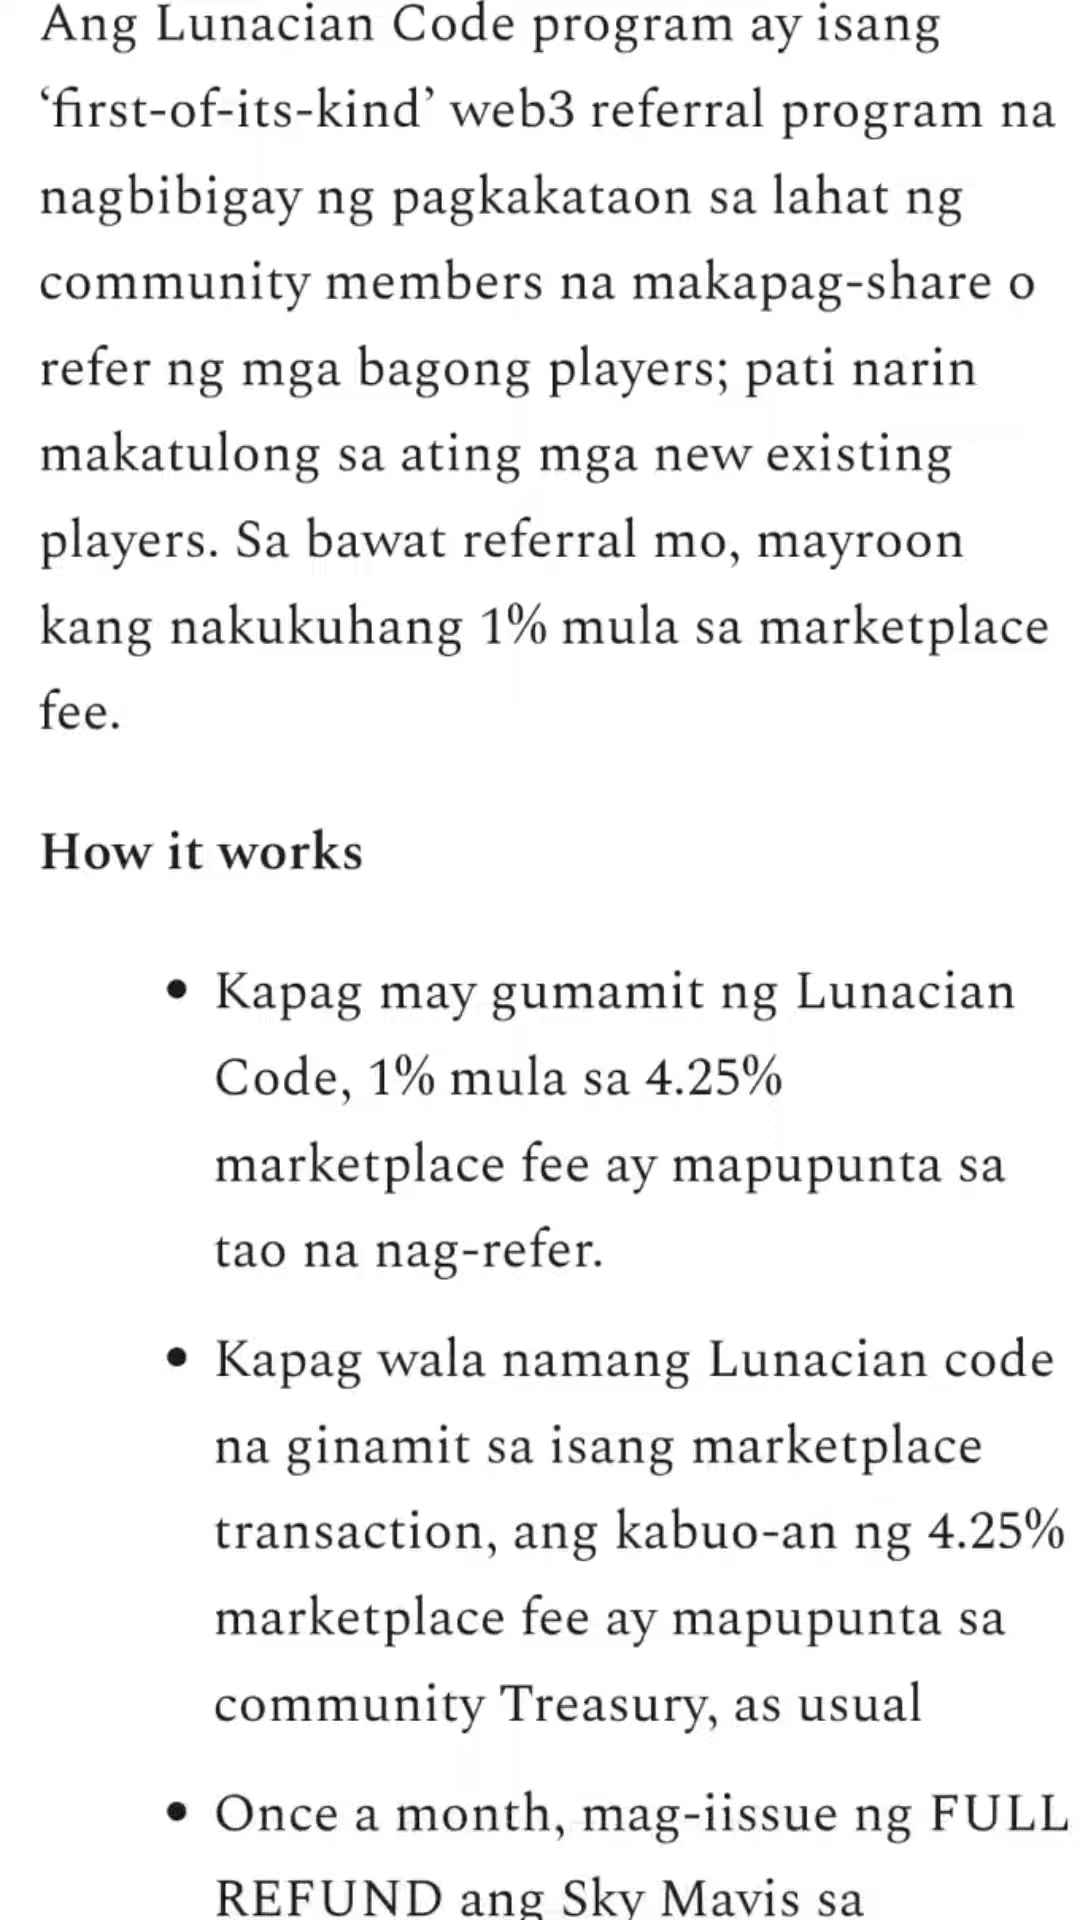 Ang Lunacian Code program ay isang
‘first-of-its-kind’ web3 referral program na
nagbibigay ng pagkakataon sa lahat ng
community members na makapag-share o
refer ng mga bagong players; pati narin
makatulong sa ating mga new existing
players. Sa bawat referral mo, mayroon
kang nakukuhang 1% mula sa marketplace
fee.
How it works
• Kapag may gumamit ng Lunacian
Code, 1% mula sa 4.25%
marketplace fee ay mapupunta sa
tao na nag-refer.
• Kapag wala namang Lunacian code
na ginamit sa isang marketplace
transaction, ang kabuo-an ng 4.25%
marketplace fee ay mapupunta sa
community Treasury, as usual
• Once a month, mag-iissue ng FULL
REFUND ang Sky Mavis sa